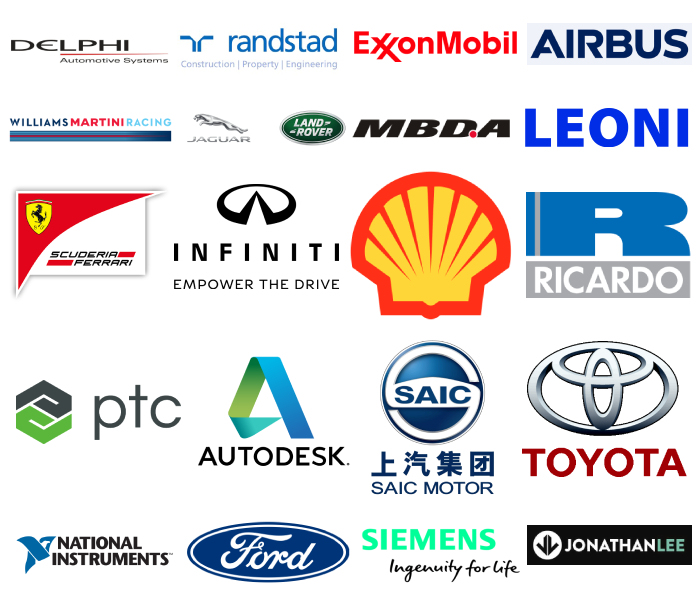 DELPHI
Automotive Systems
randstad
Construction | Property | Engineering
ExxonMobil
AIRBUS
WILLIAMS MARTINI RACING
JAGUAR
LAND
ROVER
MBDA
LEONI
SCUDERIA
FERRARI
INFINITI
EMPOWER THE DRIVE
R
RICARDO
ptc
AUTODESK.
SAIC
上汽集团
SAIC MOTOR
TOYOTA
NATIONAL
INSTRUMENTS™
Ford
SIEMENS
Ingenuity for life
JONATHANLEE